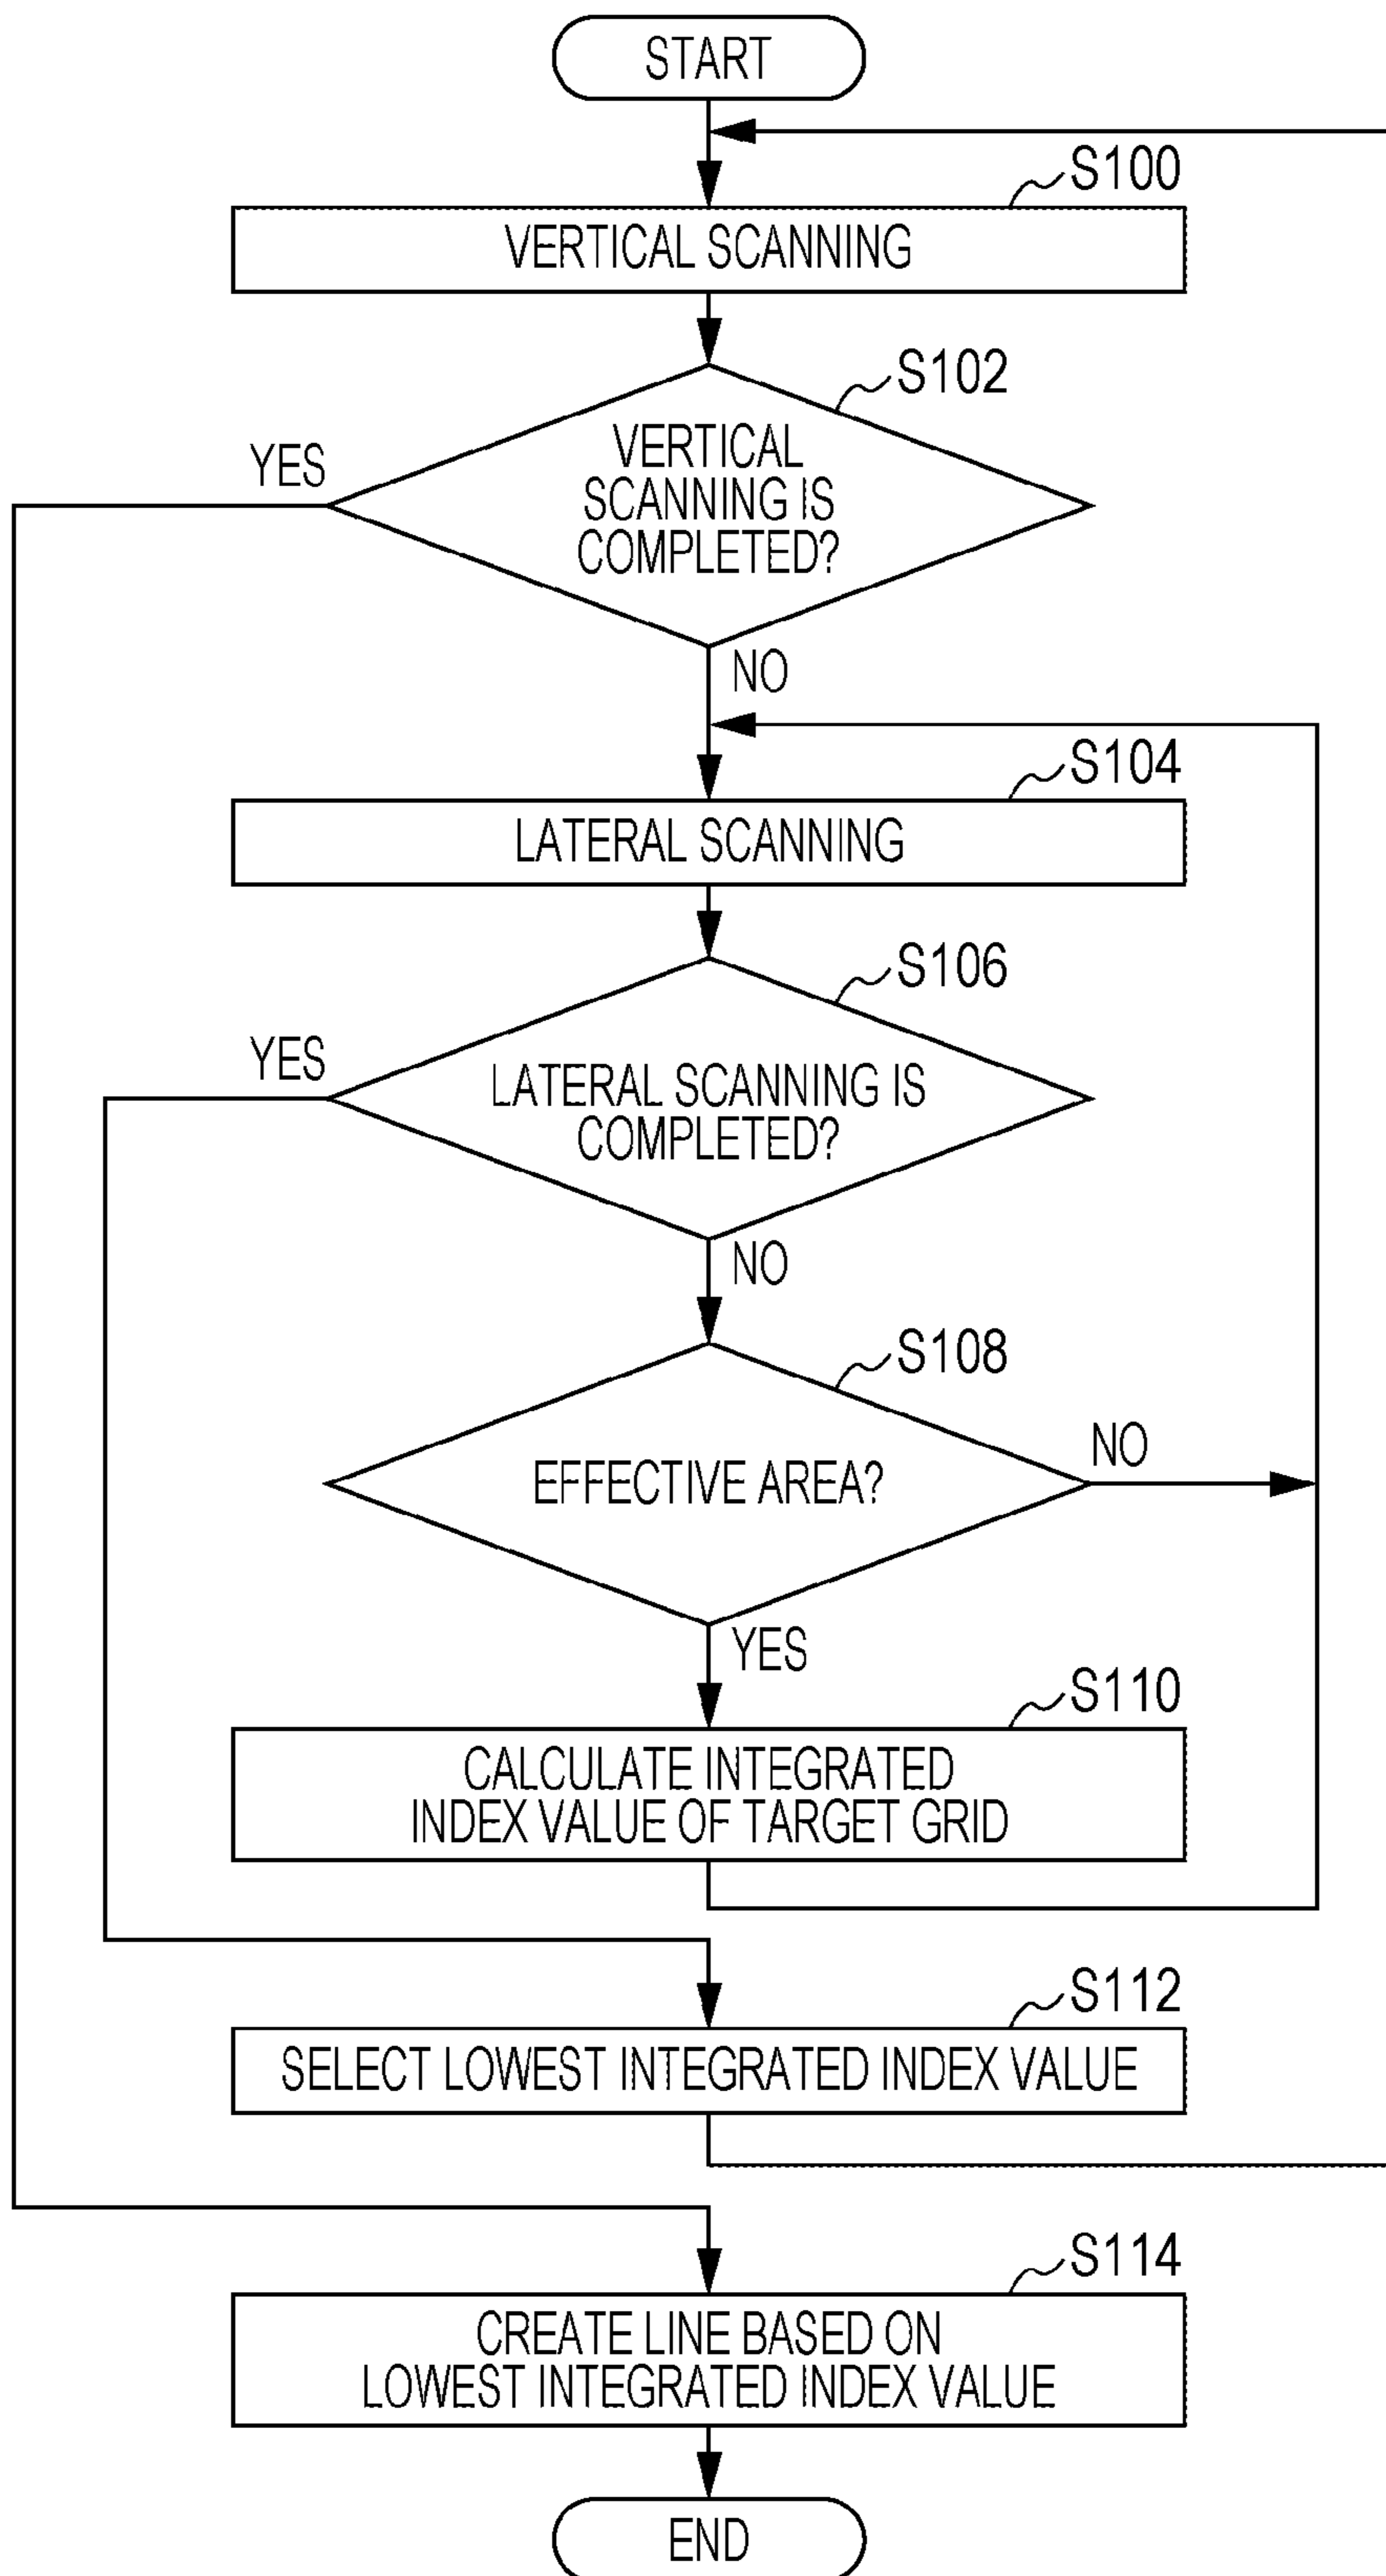 START
S100
VERTICAL SCANNING
S102
VERTICAL
SCANNING IS
COMPLETED?
YES
NO
S104
LATERAL SCANNING
S106
YES
LATERAL SCANNING IS
COMPLETED?
NO
S108
EFFECTIVE AREA?
NO
YES
S110
CALCULATE INTEGRATED
INDEX VALUE OF TARGET GRID
S112
SELECT LOWEST INTEGRATED INDEX VALUE
S114
CREATE LINE BASED ON
LOWEST INTEGRATED INDEX VALUE
END